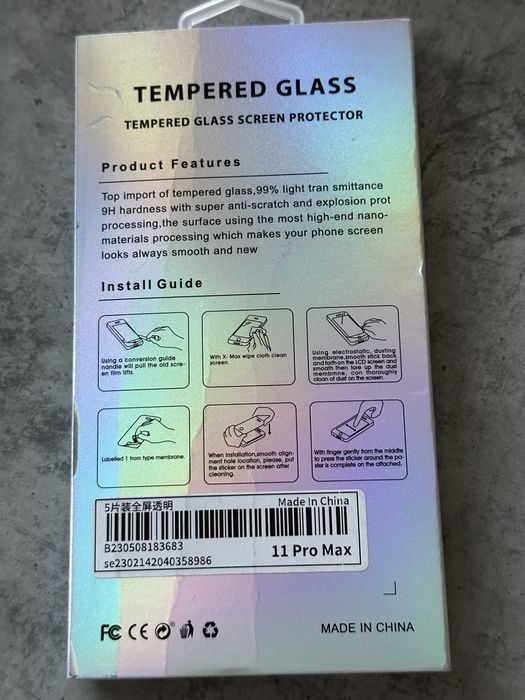 TEMPERED GLASS
TEMPERED GLASS SCREEN PROTECTOR
Product Features
Top import of tempered glass,99% light tran smittance
9H hardness with super anti-scratch and explosion prot
processing,the surface using the most high-end nano-
materials processing which makes your phone screen
looks always smooth and new
Install Guide
Using a conversion guide
handle will pull the old scre-
en film lifts.
With X- Max wipe cloth clean
screen.
Using electrostatic, dusting
membrane,smooth stick back
and forth on the LCD screen and
smooth then tore up the dust
membrne, can thoroughly
clean of dust on the screen
Labelled 1 from type membrane.
When installation,smooth align-
ment hole location, please, put
the sticker on the screen after
cleaning.
With finger gently from the middle
to press the sticker around the pa-
ster is complete on the attached.
5片装全屏透明
Made In China
B230508183683
11 Pro Max
se2302142040358986
FC CE
MADE IN CHINA